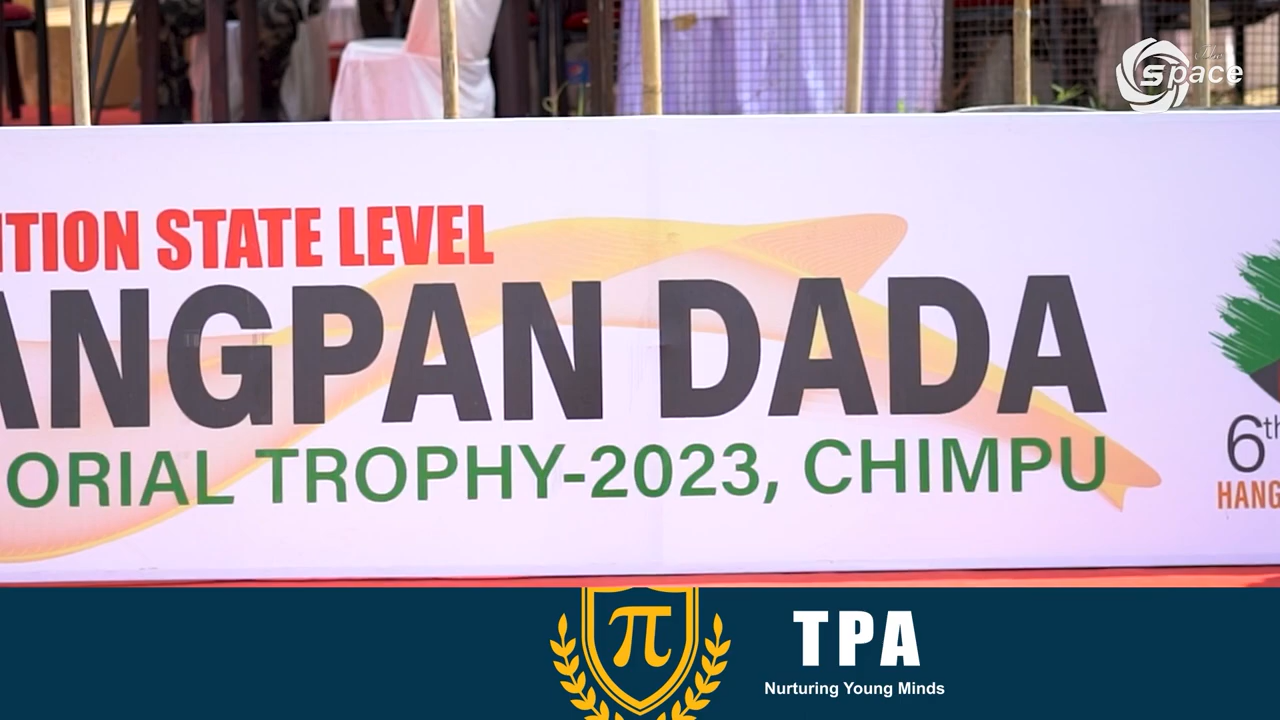 Space
ITION STATE LEVEL
ANGPAN DADA
ORIAL TROPHY-2023, CHIMPU
6th
HANG
π
TPA
Nurturing Young Minds